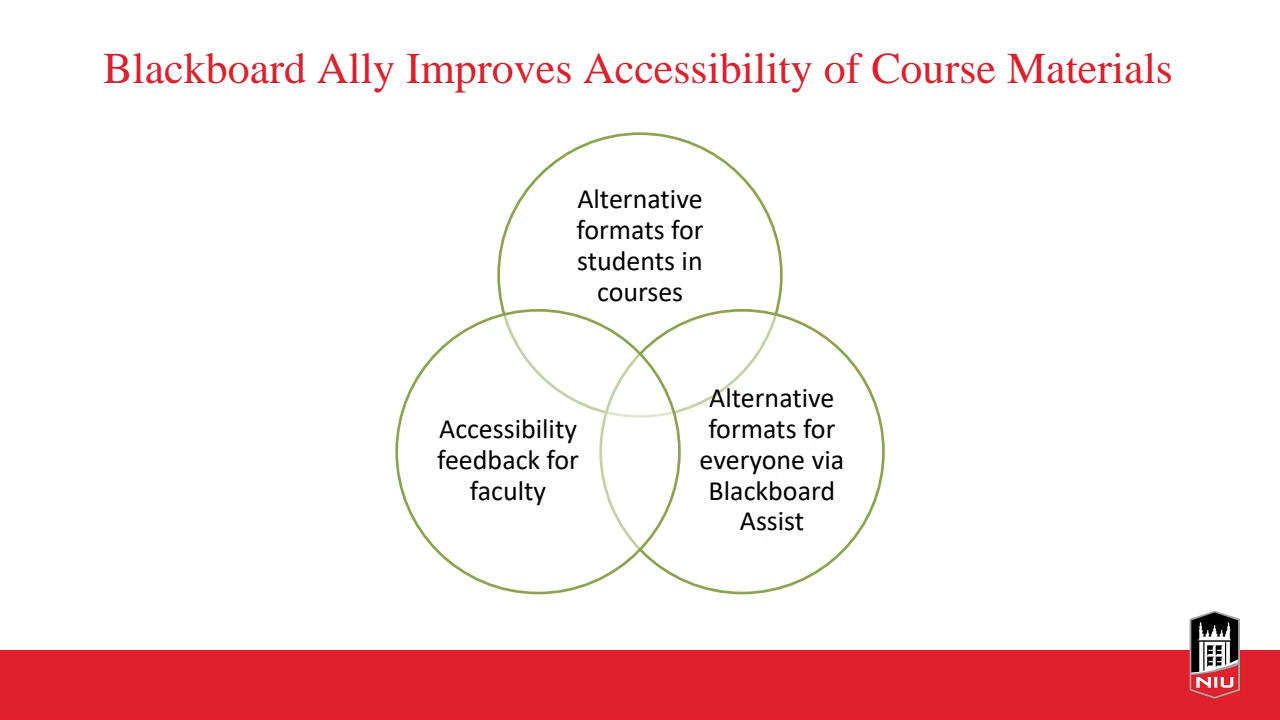 Blackboard Ally Improves Accessibility of Course Materials
Alternative
formats for
students in
courses
Accessibility
feedback for
faculty
Alternative
formats for
everyone via
Blackboard
Assist
NIU